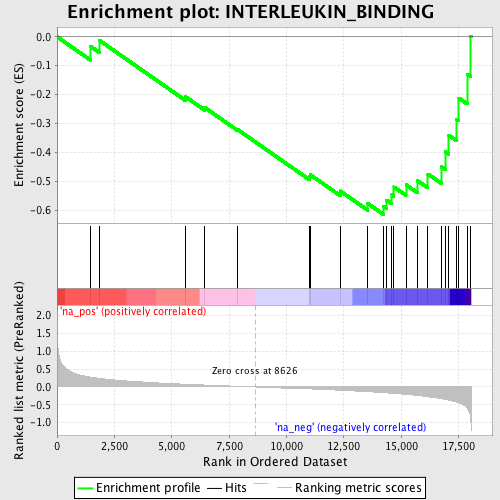 Enrichment plot: INTERLEUKIN_BINDING
Enrichment score (ES)
0.0
-0.1
-0.2
-0.3
-0.4
-0.5
-0.6
'na_pos' (positively correlated)
Ranked list metric (PreRanked)
2.0
1.5
1.0
0.5
0.0
-0.5
-1.0
Zero cross at 8626
'na_neg' (negatively correlated)
0 2,500 5,000 7,500 10,000 12,500 15,000 17,500
Rank in Ordered Dataset
Enrichment profile Hits Ranking metric scores